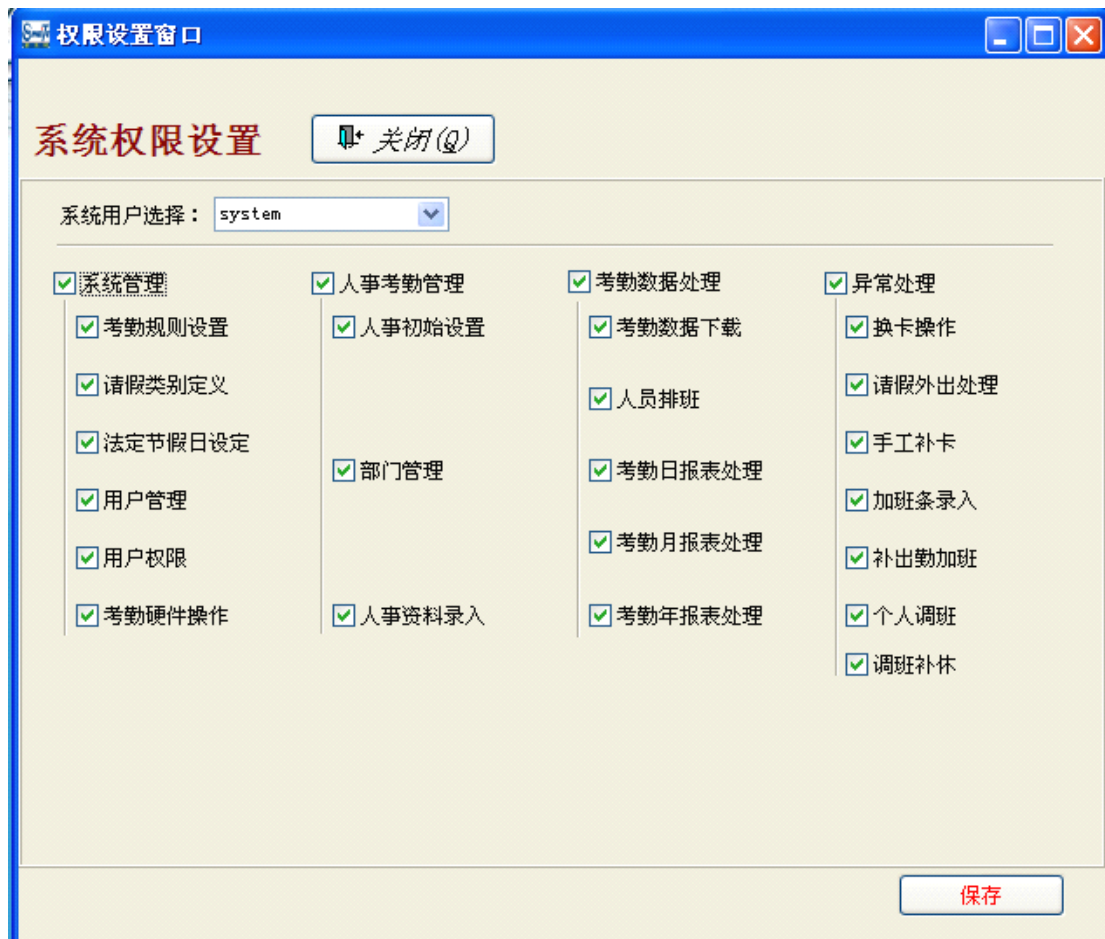 权限设置窗口
系统权限设置
关闭(Q)
系统用户选择： system
系统管理
考勤规则设置
请假类别定义
法定节假日设定
用户管理
用户权限
考勤硬件操作
人事考勤管理
人事初始设置
部门管理
人事资料录入
考勤数据处理
考勤数据下载
人员排班
考勤日报表处理
考勤月报表处理
考勤年报表处理
异常处理
换卡操作
请假外出处理
手工补卡
加班条录入
补出勤加班
个人调班
调班补休
保存